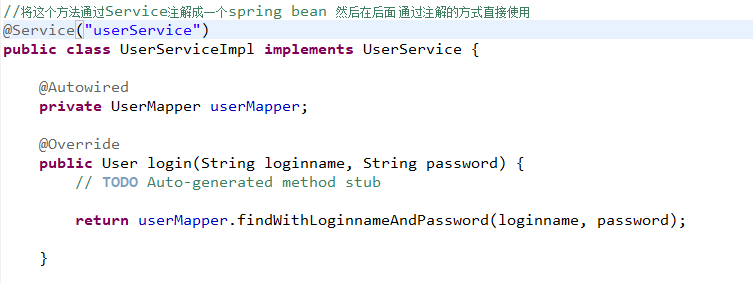 //将这个方法通过Service注解成一个spring bean 然后在后面 通过注解的方式直接使用
@Service("userService")
public class UserServiceImpl implements UserService {
@Autowired
private UserMapper userMapper;
@Override
public User login(String loginname, String password) {
// TODO Auto-generated method stub
return userMapper.findWithLoginnameAndPassword(loginname, password);
}